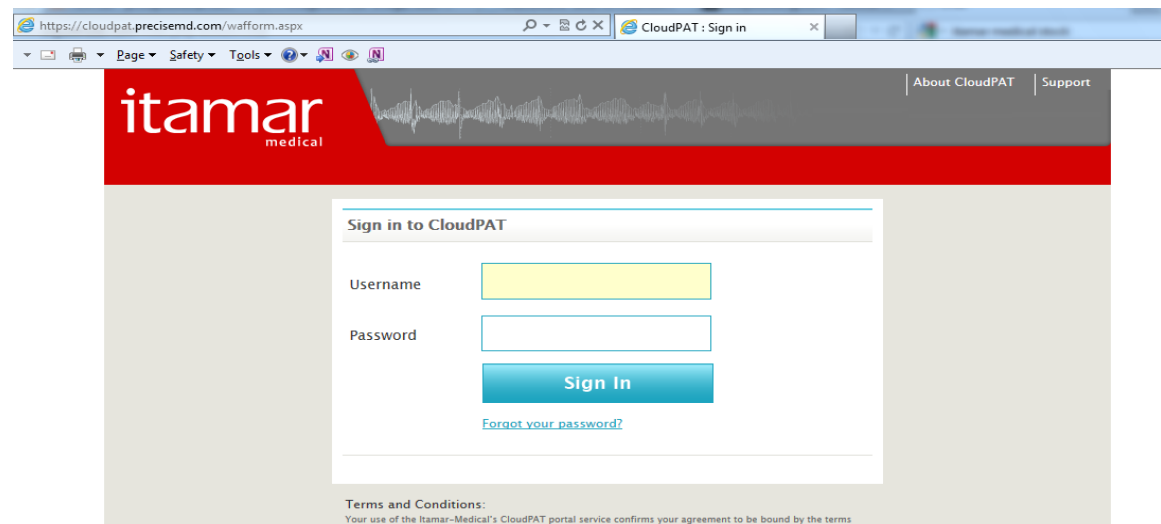 https://cloudpat.precisemd.com/wafform.aspx
CloudPAT : Sign in
Page Safety Tools
About CloudPAT Support
itamar
medical
Sign in to CloudPAT
Username
Password
Sign In
Forgot your password?
Terms and Conditions:
Your use of the Itamar-Medical's CloudPAT portal service confirms your agreement to be bound by the terms